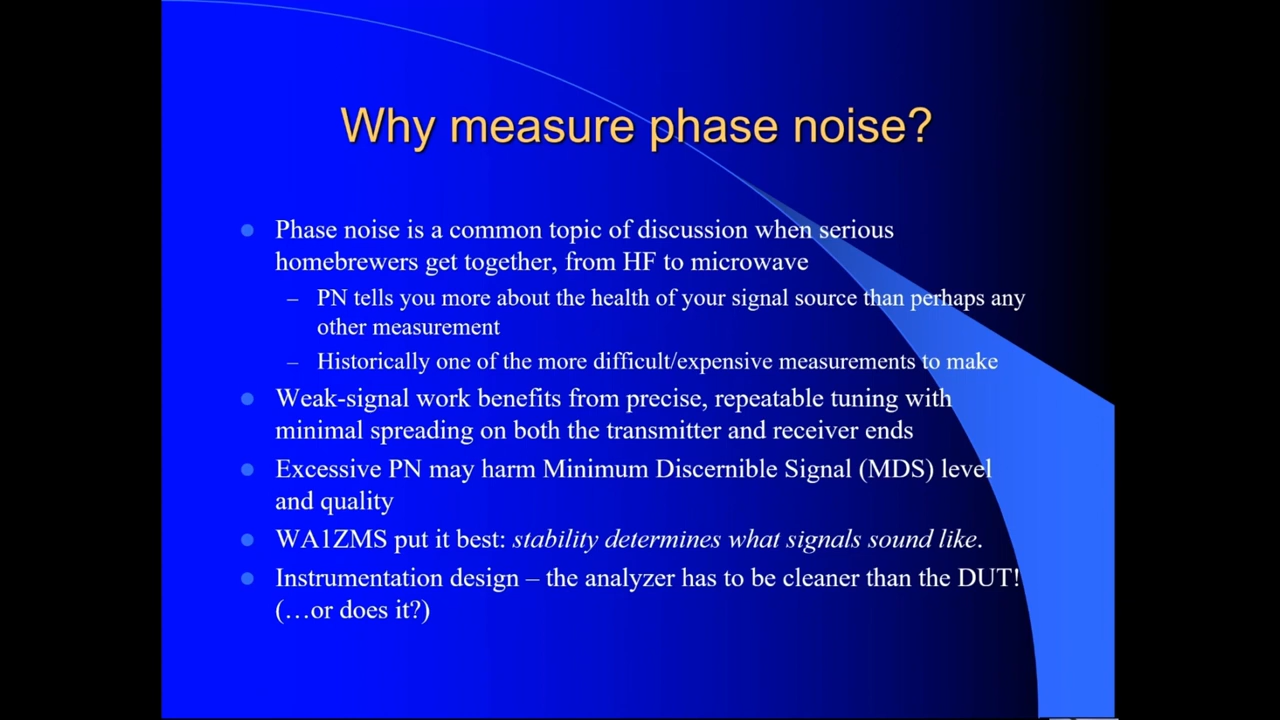 Why measure phase noise?
● Phase noise is a common topic of discussion when serious
homebrewers get together, from HF to microwave
– PN tells you more about the health of your signal source than perhaps any
other measurement
– Historically one of the more difficult/expensive measurements to make
● Weak-signal work benefits from precise, repeatable tuning with
minimal spreading on both the transmitter and receiver ends
● Excessive PN may harm Minimum Discernible Signal (MDS) level
and quality
● WA1ZMS put it best: stability determines what signals sound like.
● Instrumentation design – the analyzer has to be cleaner than the DUT!
(…or does it?)